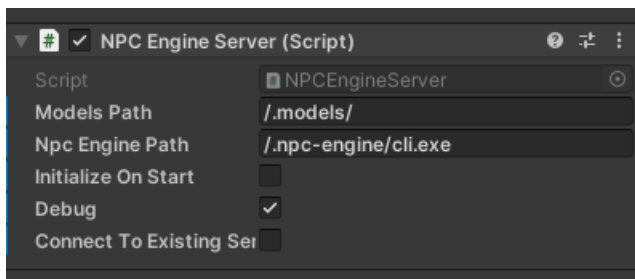 NPC Engine Server (Script)
Script NPCEngineServer
Models Path /.models/
Npc Engine Path /.npc-engine/cli.exe
Initialize On Start
Debug
Connect To Existing Ser